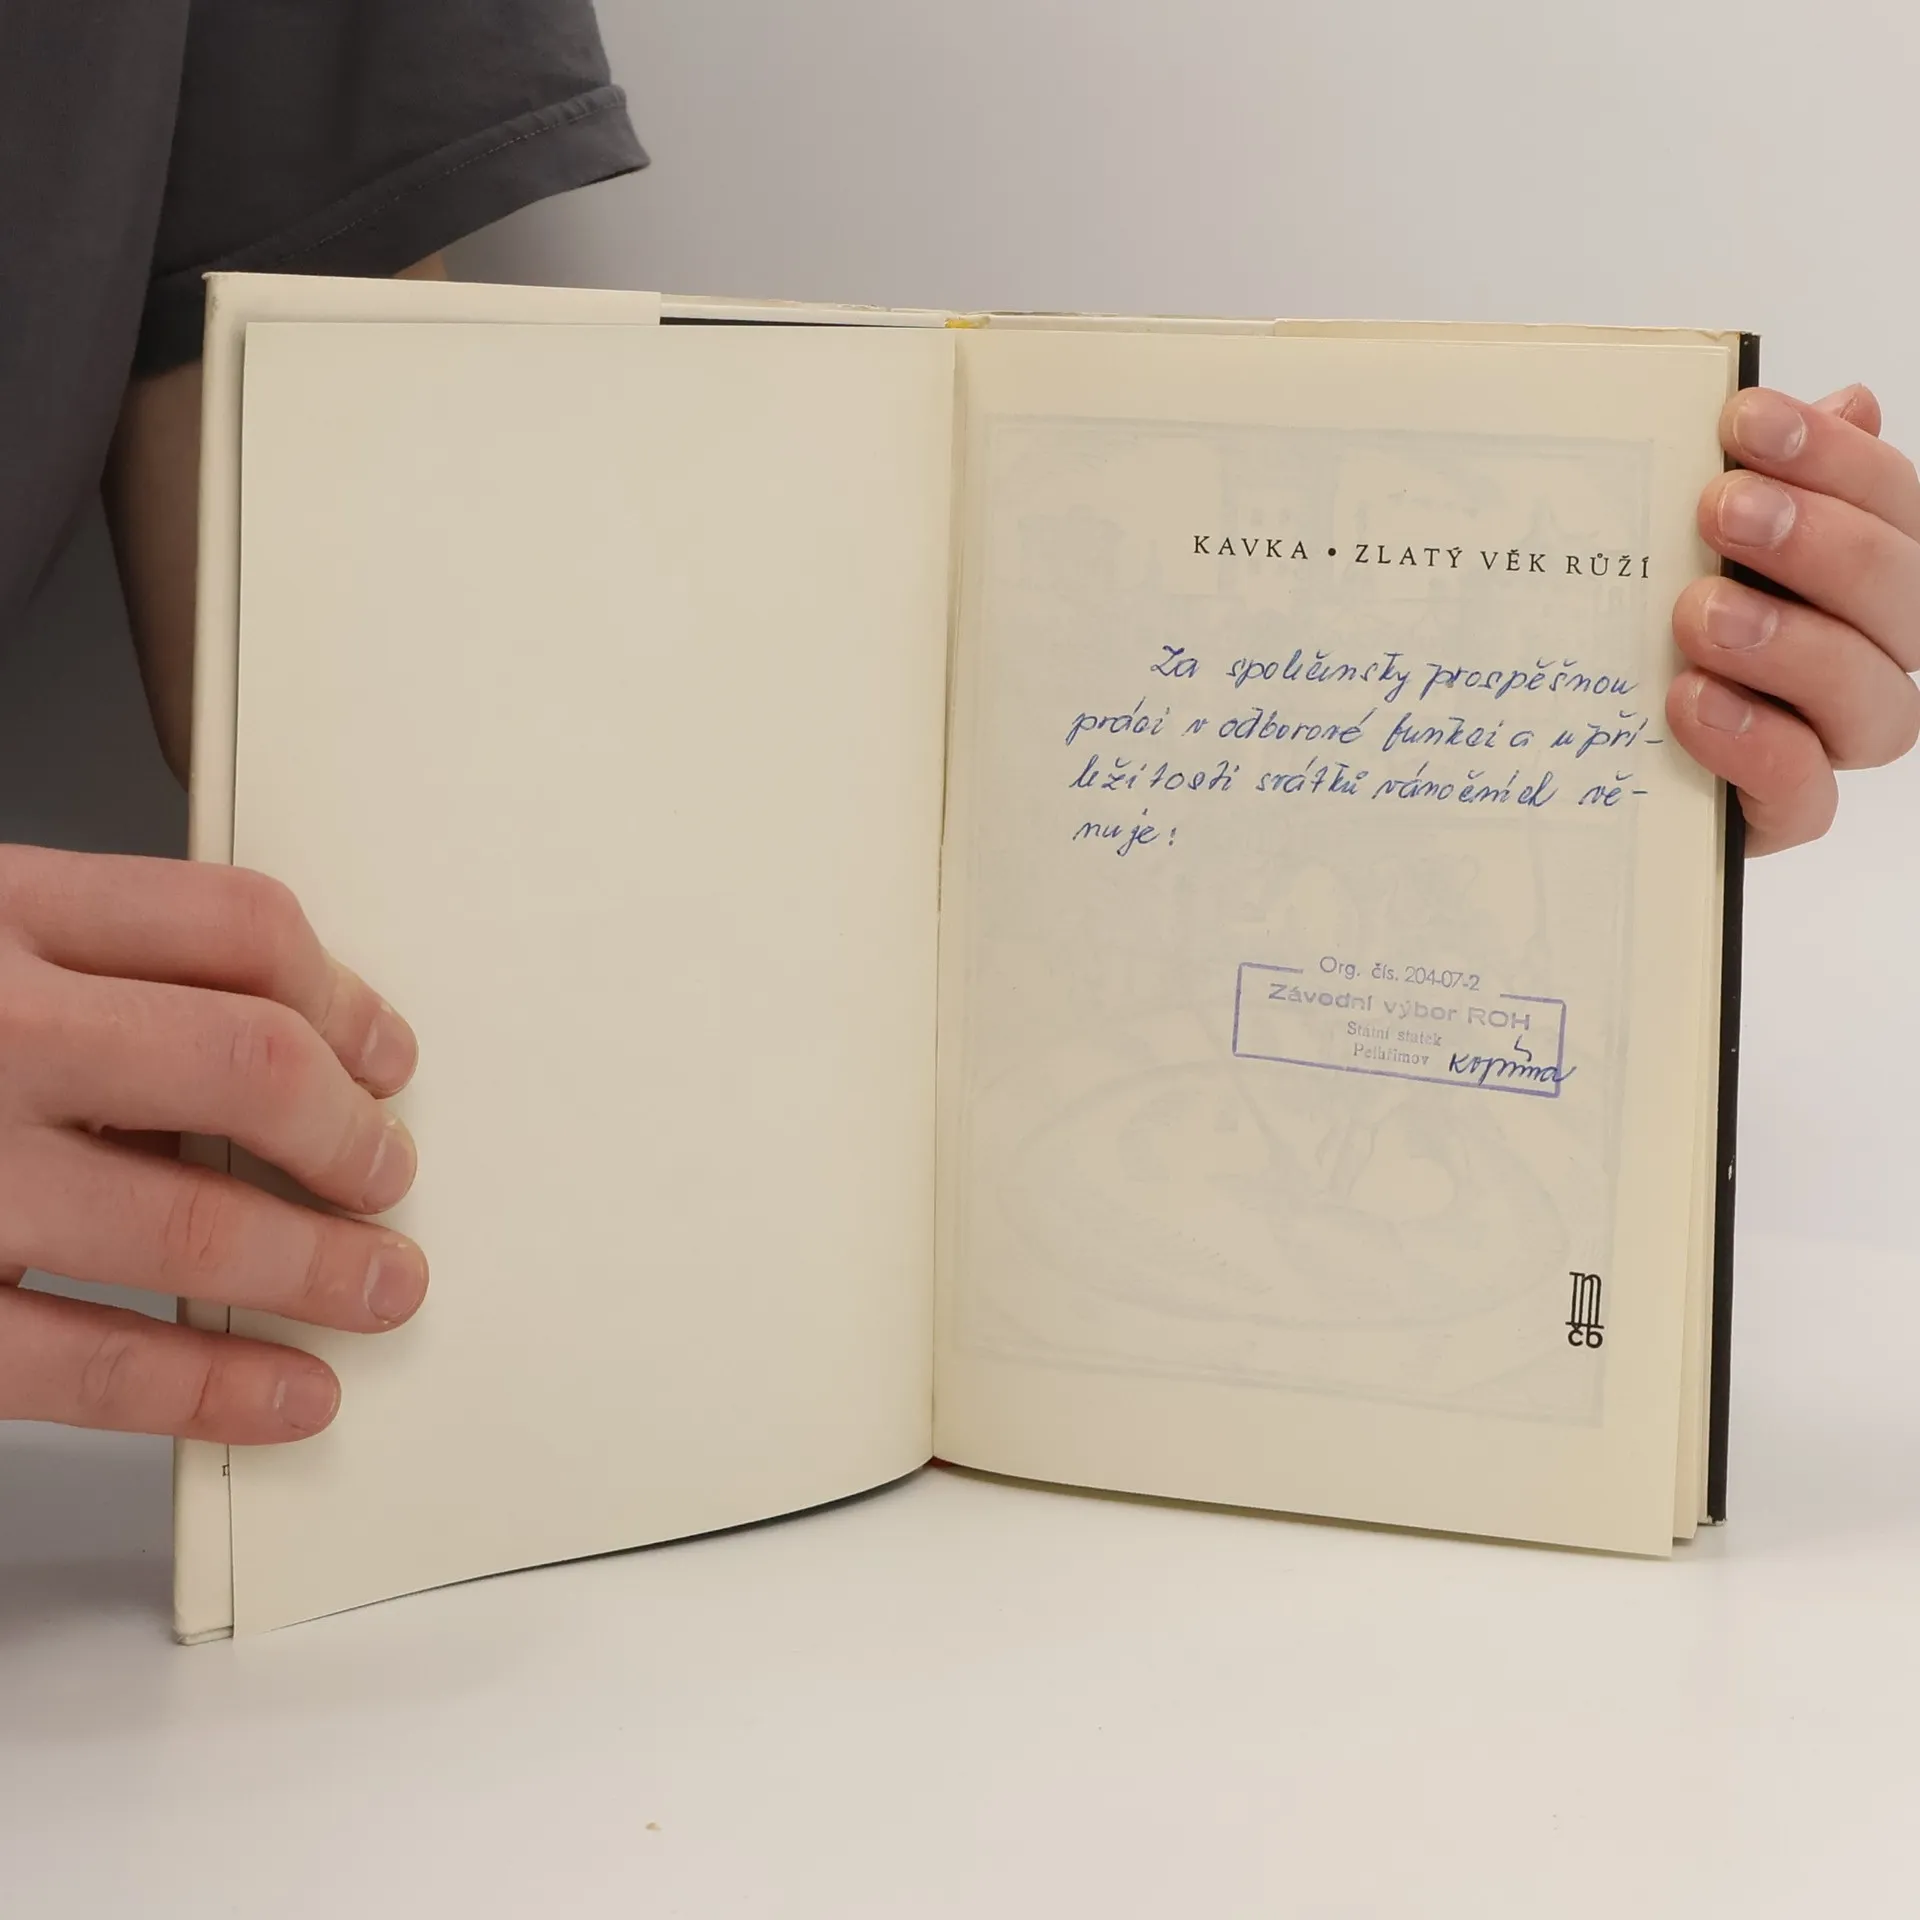 KAVKA • ZLATÝ VĚK RŮŽÍ
Za společensky prospěšnou
práci v odborové funkci a u pří-
ležitosti svátků vánočních vě-
nuje:
Org. čís. 204-07-2
Závodní výbor ROH
Státní statek
Pelhřimov
čb